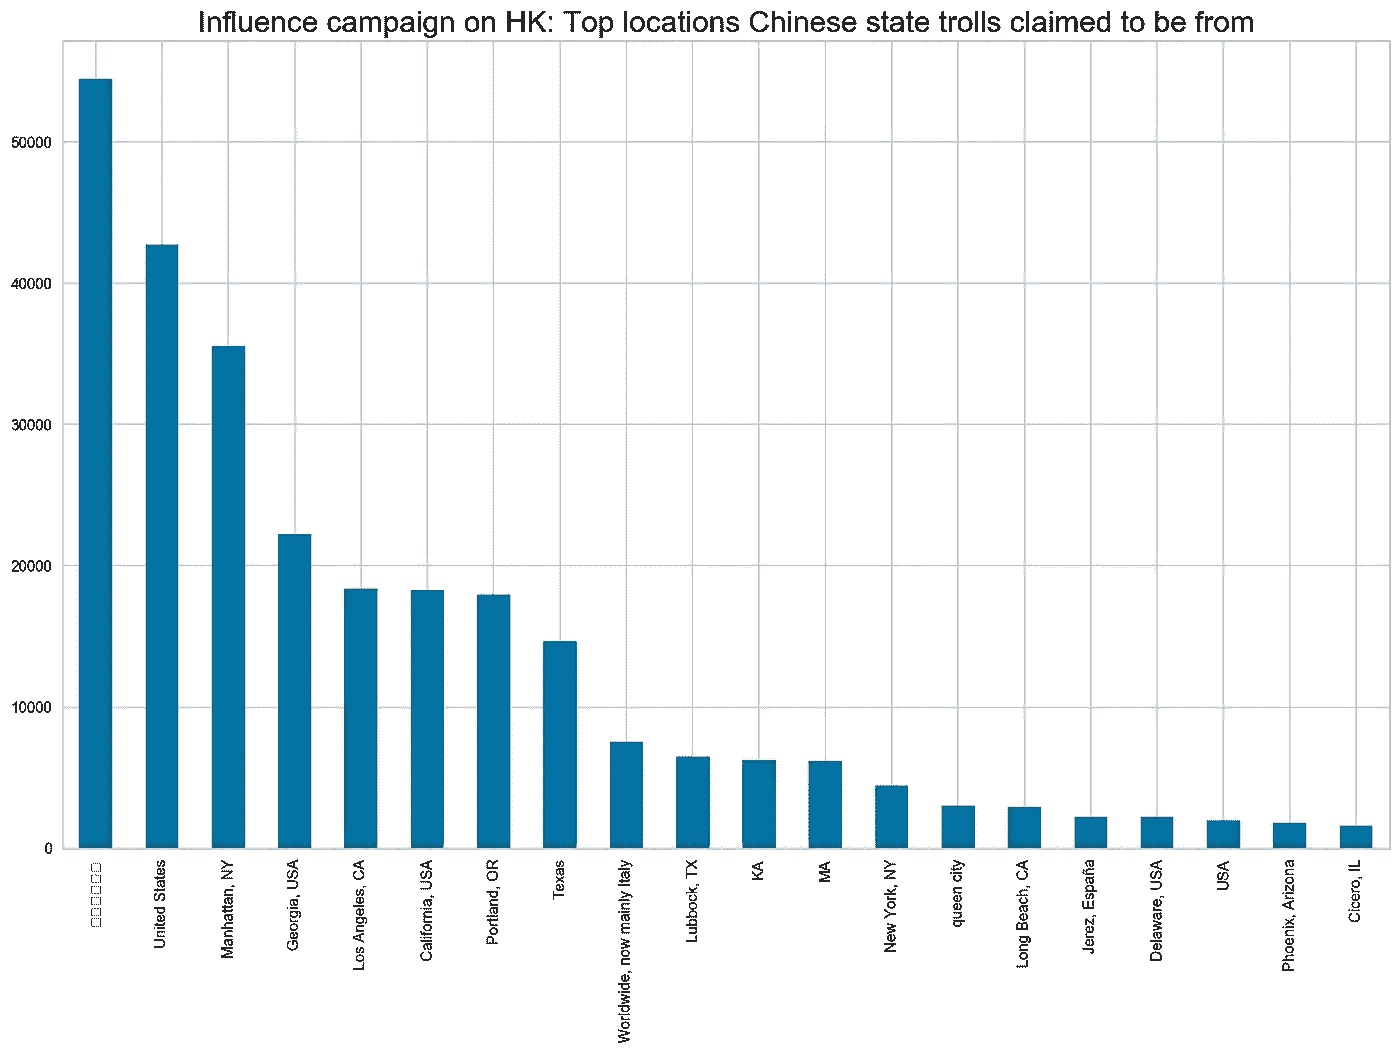 Influence campaign on HK: Top locations Chinese state trolls claimed to be from
50000
40000
30000
20000
10000
0
□□□□□□
United States
Manhattan, NY
Georgia, USA
Los Angeles, CA
California, USA
Portland, OR
Texas
Worldwide, now mainly Italy
Lubbock, TX
KA
MA
New York, NY
queen city
Long Beach, CA
Jerez, España
Delaware, USA
USA
Phoenix, Arizona
Cicero, IL